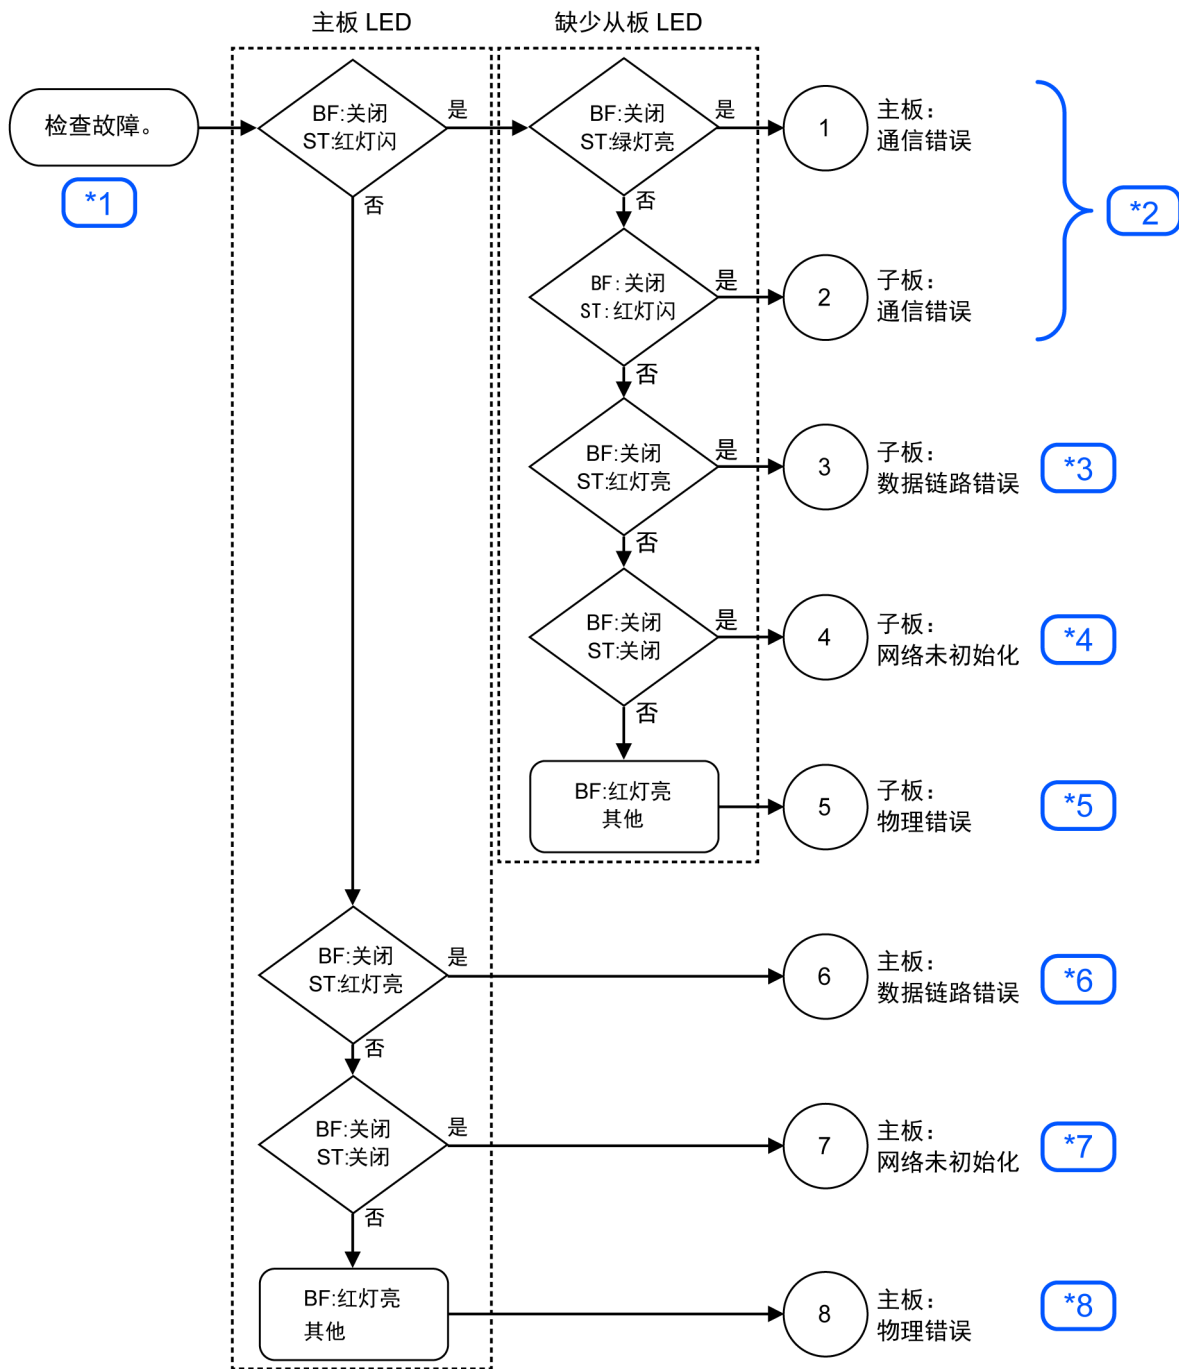 主板 LED
缺少从板 LED
检查故障。
*1
BF:关闭
ST:红灯闪
是
否
BF:关闭
ST:绿灯亮
是
否
1
主板：
通信错误
*2
BF：关闭
ST：红灯闪
是
否
2
子板：
通信错误
BF:关闭
ST:红灯亮
是
否
3
子板：
数据链路错误
*3
BF:关闭
ST:关闭
是
否
4
子板：
网络未初始化
*4
BF:红灯亮
其他
5
子板：
物理错误
*5
BF:关闭
ST:红灯亮
是
否
6
主板：
数据链路错误
*6
BF:关闭
ST:关闭
是
否
7
主板：
网络未初始化
*7
BF:红灯亮
其他
8
主板：
物理错误
*8